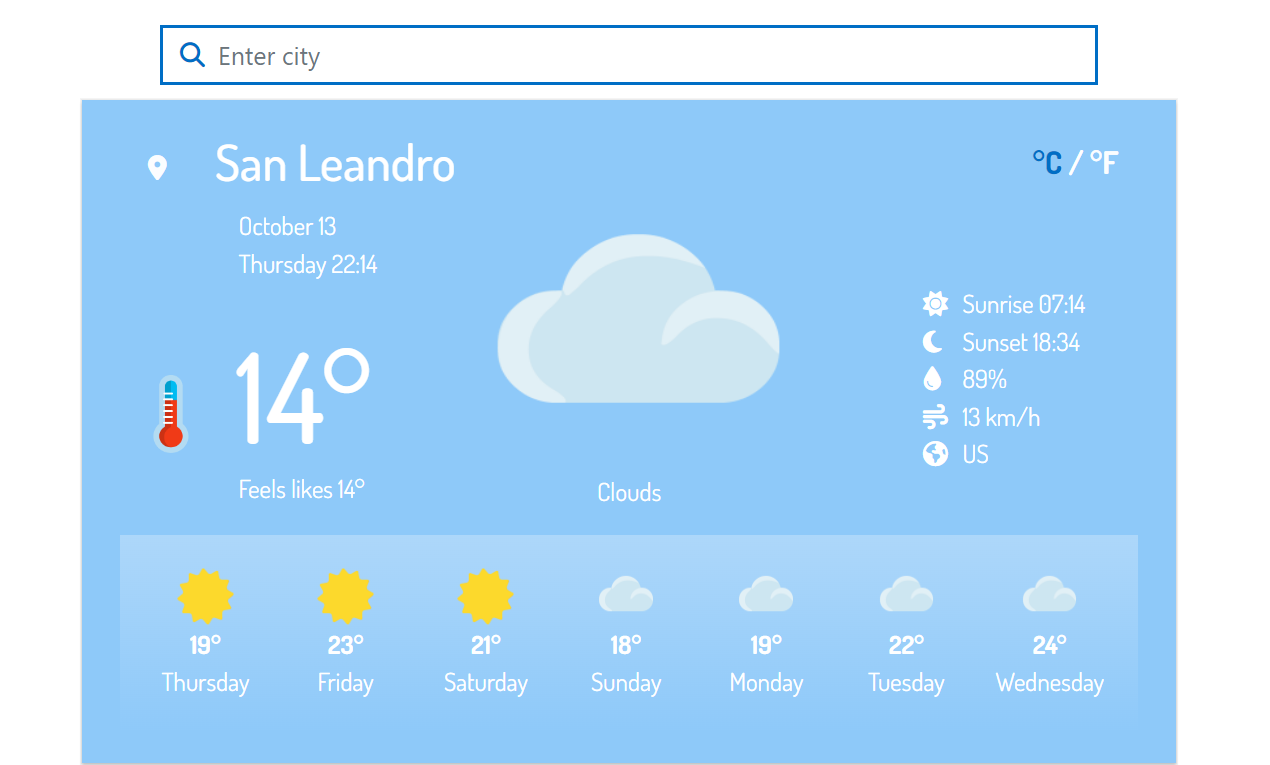 Enter city
San Leandro
°C / °F
October 13
Thursday 22:14
14°
Feels likes 14°
Clouds
Sunrise 07:14
Sunset 18:34
89%
13 km/h
US
19° 23° 21° 18° 19° 22° 24°
Thursday Friday Saturday Sunday Monday Tuesday Wednesday